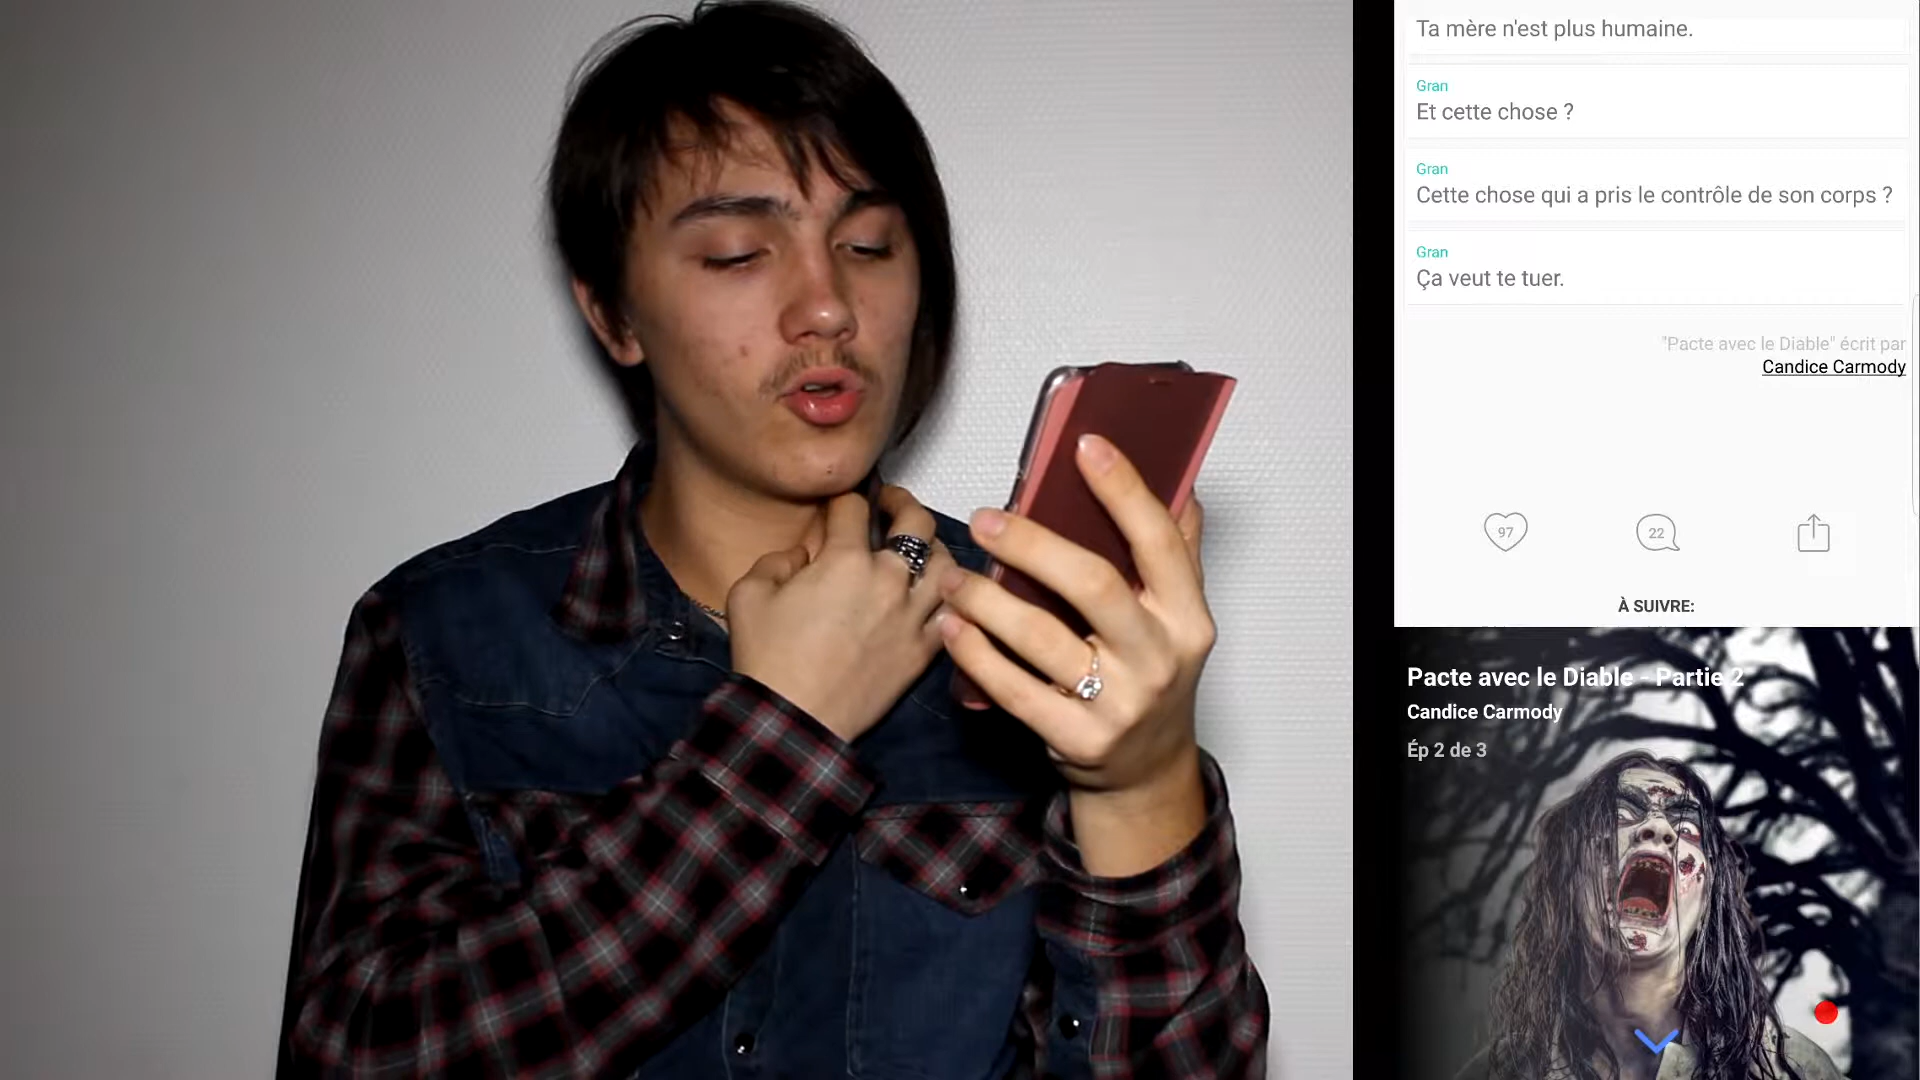 Ta mère n'est plus humaine.
Gran
Et cette chose ?
Gran
Cette chose qui a pris le contrôle de son corps ?
Gran
Ça veut te tuer.
"Pacte avec le Diable" écrit par
Candice Carmody
97
22
À SUIVRE:
Pacte avec le Diable - Partie 2
Candice Carmody
Ép 2 de 3